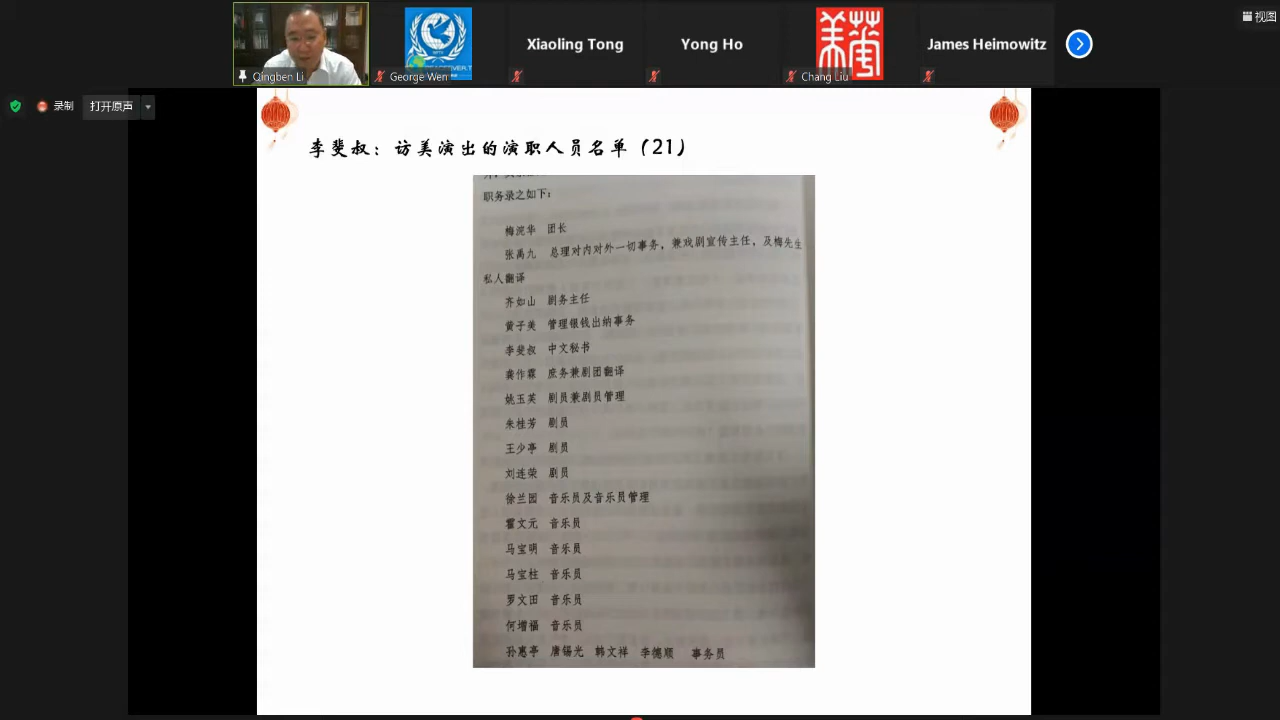 视图
Xiaoling Tong
Yong Ho
James Heimowitz
Qingben Li
George Wen
Chang Liu
录制
打开原声
李斐叔：访美演出的演职人员名单（21）
职务录之如下：
梅浣华 团长
张禹九 总理对内对外一切事务，兼戏剧宣传主任，及梅先生
私人翻译
齐如山 剧务主任
黄子美 管理银钱出纳事务
李斐叔 中文秘书
龚作霖 庶务兼剧团翻译
姚玉芙 剧员兼剧员管理
朱桂芳 剧员
王少亭 剧员
刘连荣 剧员
徐兰园 音乐员及音乐员管理
霍文元 音乐员
马宝明 音乐员
马宝柱 音乐员
罗文田 音乐员
何增福 音乐员
孙惠亭 唐锡光 韩文祥 李德顺 事务员